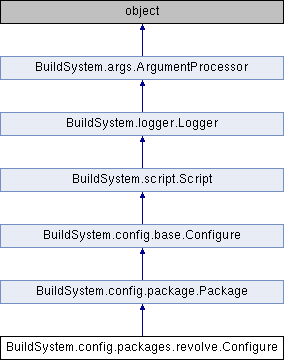 object
BuildSystem.args.ArgumentProcessor
BuildSystem.logger.Logger
BuildSystem.script.Script
BuildSystem.config.base.Configure
BuildSystem.config.package.Package
BuildSystem.config.packages.revolve.Configure